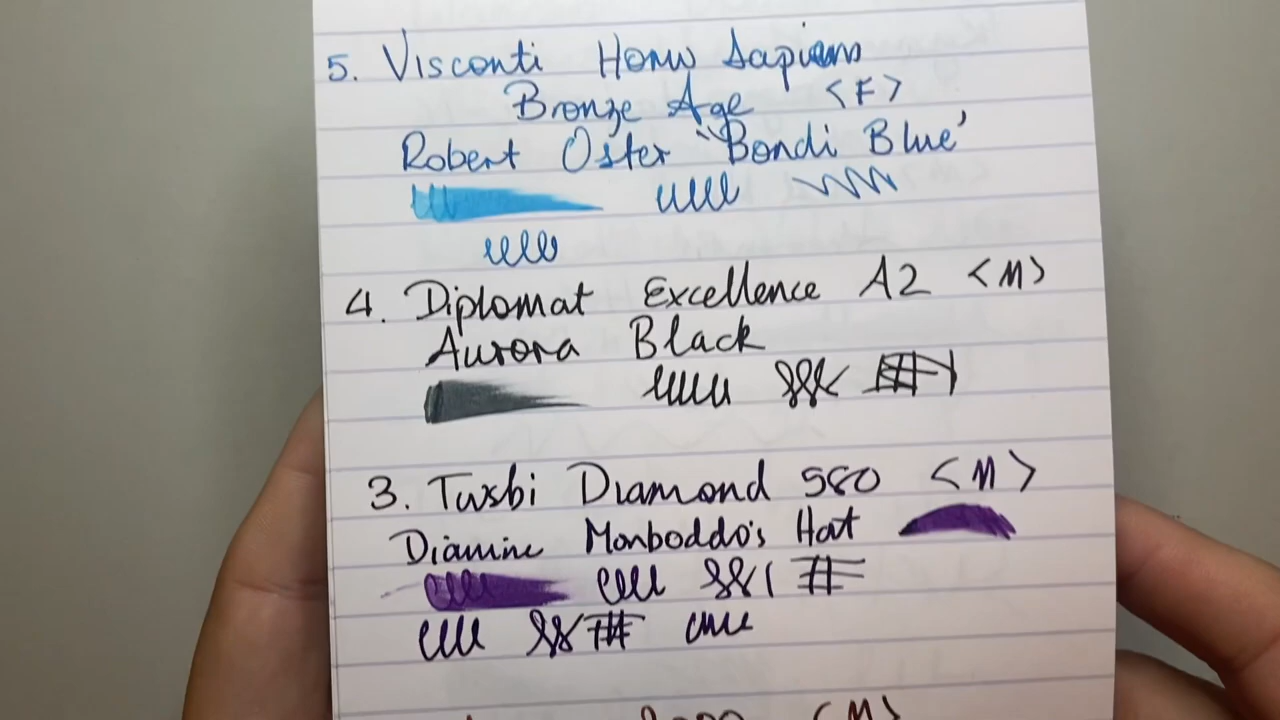 5. Visconti Homo Sapiens
Bronze Age <F>
Robert Oster 'Bondi Blue'
4. Diplomat Excellence A2 <M>
Aurora Black
3. Twsbi Diamond 580 <M>
Diamine Monboddo's Hat
<M>